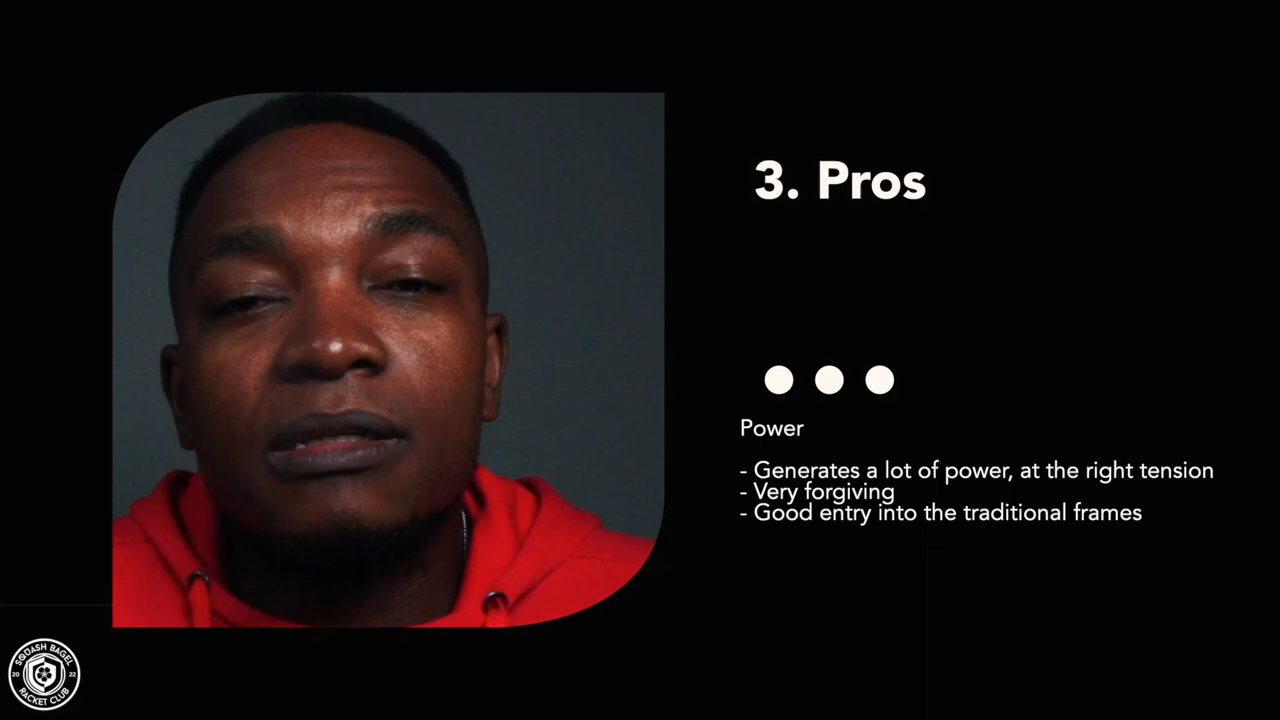 3. Pros
Power
- Generates a lot of power, at the right tension
- Very forgiving
- Good entry into the traditional frames
SQUASH BAGEL
20 22
RACKET CLUB